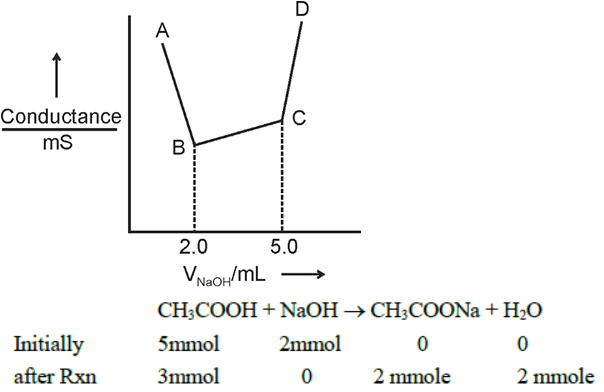 A
D
Conductance
mS
B
C
2.0 5.0
V_NaOH/mL →
CH₃COOH + NaOH → CH₃COONa + H₂O
Initially 5mmol 2mmol 0 0
after Rxn 3mmol 0 2 mmole 2 mmole